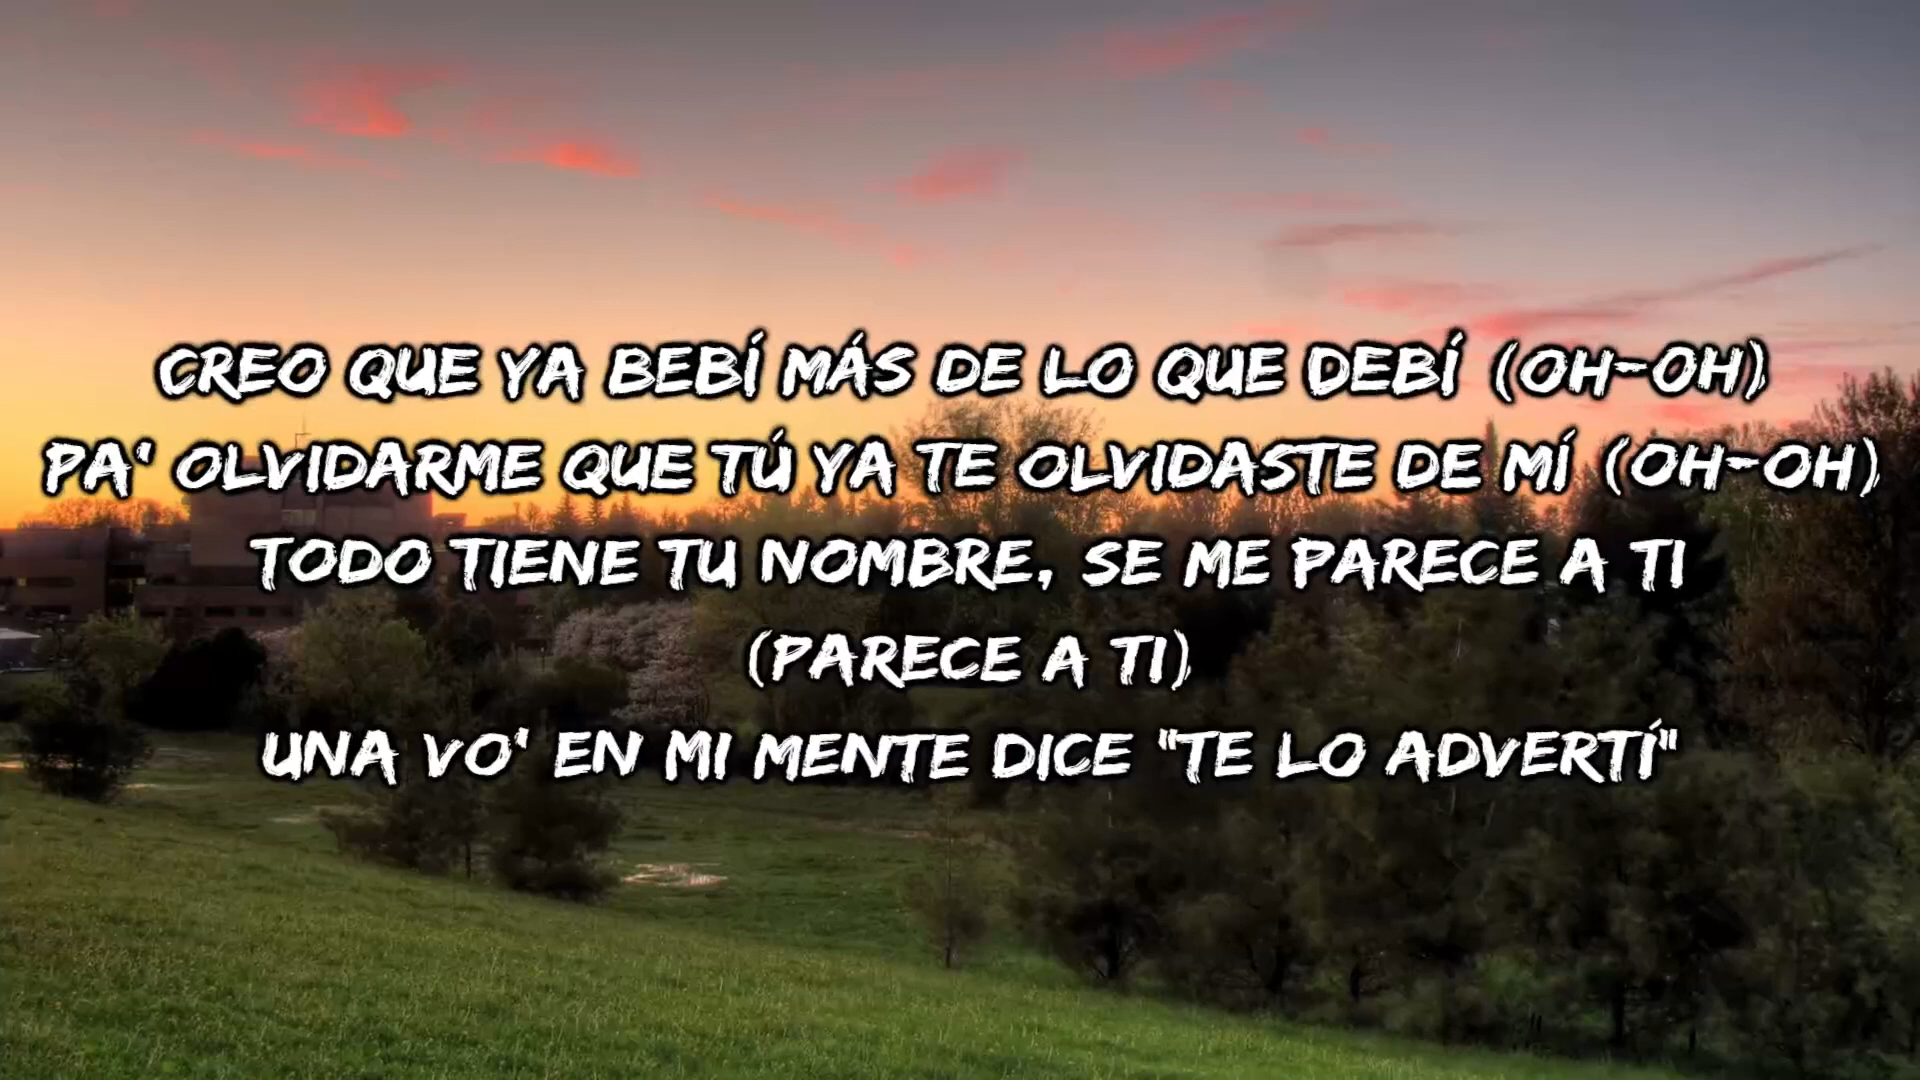 CREO QUE YA BEBÍ MÁS DE LO QUE DEBÍ (OH-OH)
PA' OLVIDARME QUE TÚ YA TE OLVIDASTE DE MÍ (OH-OH)
TODO TIENE TU NOMBRE, SE ME PARECE A TI
(PARECE A TI)
UNA VO' EN MI MENTE DICE "TE LO ADVERTÍ"